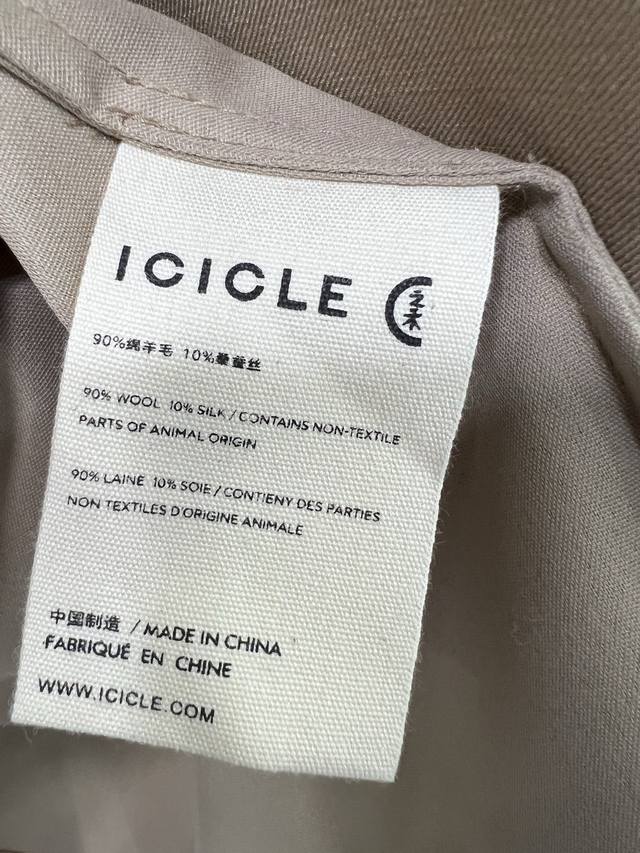 ICICLE 之禾
90%绵羊毛 10%桑蚕丝
90% WOOL 10% SILK / CONTAINS NON-TEXTILE
PARTS OF ANIMAL ORIGIN
90% LAINE 10% SOIE / CONTIENY DES PARTIES
NON TEXTILES D'ORIGINE ANIMALE
中国制造 / MADE IN CHINA
FABRIQUÉ EN CHINE
WWW.ICICLE.COM